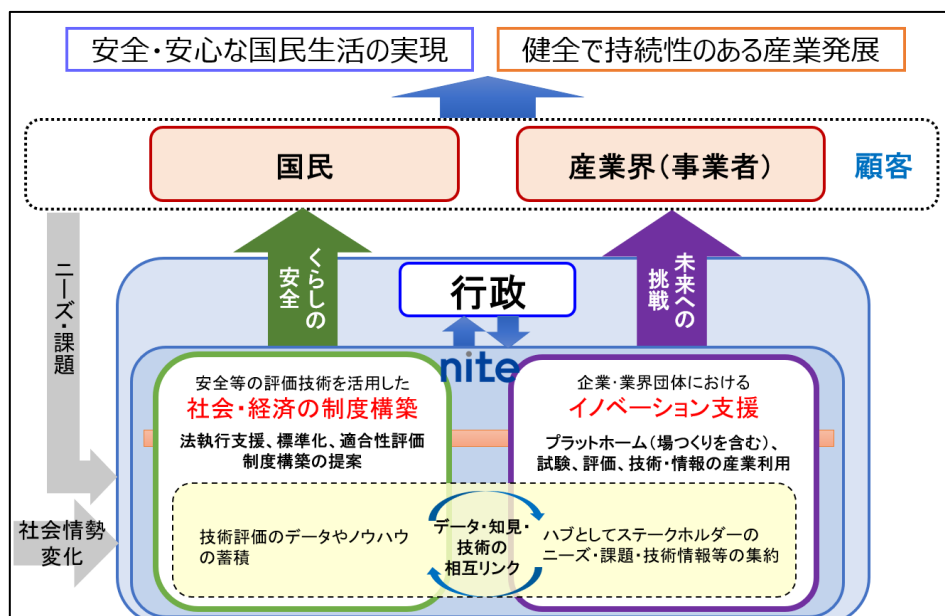 安全・安心な国民生活の実現
健全で持続性のある産業発展
国民
産業界(事業者)
顧客
ニーズ・課題
くらしの
安全
未来への
挑戦
行政
nite
安全等の評価技術を活用した
社会・経済の制度構築
法執行支援、標準化、適合性評価
制度構築の提案
企業・業界団体における
イノベーション支援
プラットホーム(場つくりを含む)、
試験、評価、技術・情報の産業利用
社会情勢
変化
技術評価のデータやノウハウ
の蓄積
データ・知見・
技術の
相互リンク
ハブとしてステークホルダーの
ニーズ・課題・技術情報等の集約